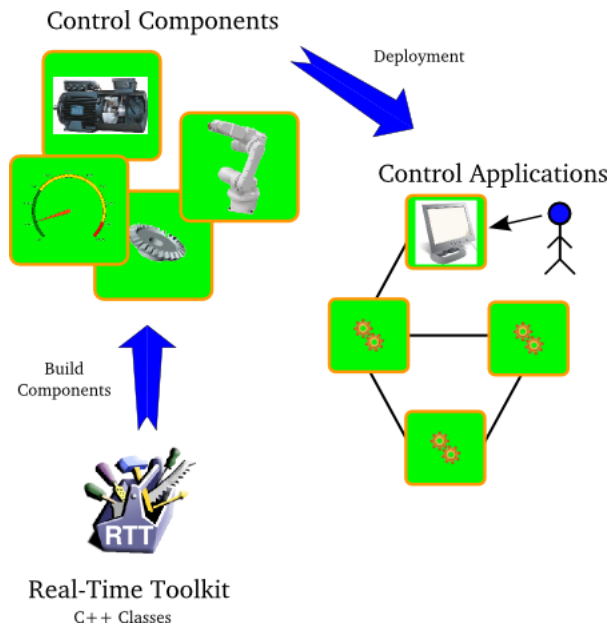 Control Components
Deployment
Control Applications
Build
Components
RTT
Real-Time Toolkit
C++ Classes